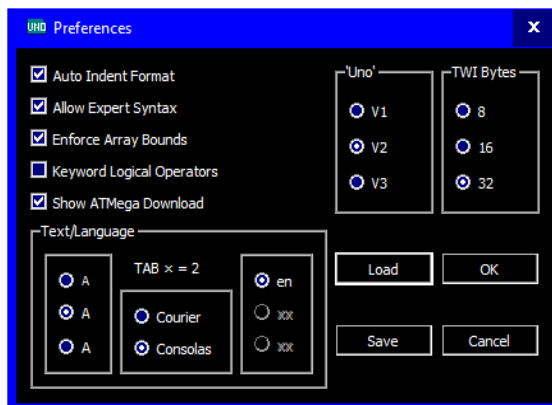 UNO Preferences x
Auto Indent Format
Allow Expert Syntax
Enforce Array Bounds
Keyword Logical Operators
Show ATMega Download
'Uno'
V1
V2
V3
TWI Bytes
8
16
32
Text/Language
A
A
A
TAB × = 2
Courier
Consolas
en
xx
xx
Load
OK
Save
Cancel